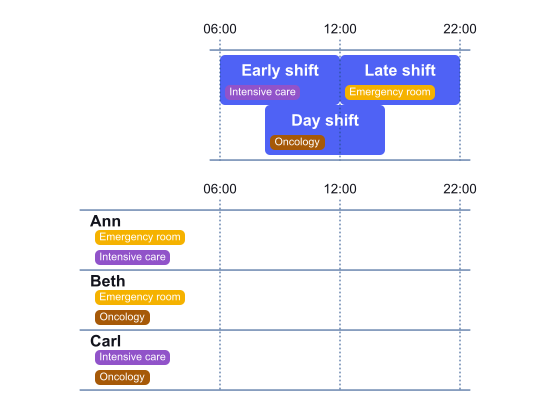 06:00 12:00 22:00
Early shift Late shift
Intensive care Emergency room
Day shift
Oncology
06:00 12:00 22:00
Ann
Emergency room
Intensive care
Beth
Emergency room
Oncology
Carl
Intensive care
Oncology